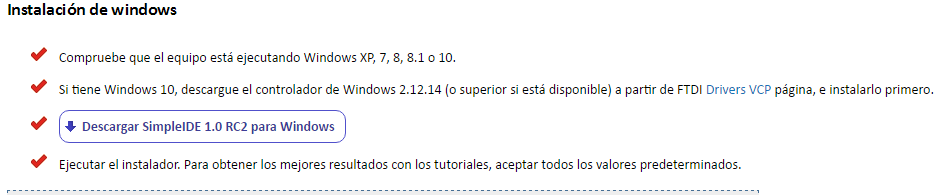 Instalación de windows
Compruebe que el equipo está ejecutando Windows XP, 7, 8, 8.1 o 10.
Si tiene Windows 10, descargue el controlador de Windows 2.12.14 (o superior si está disponible) a partir de FTDI Drivers VCP página, e instalarlo primero.
Descargar SimpleIDE 1.0 RC2 para Windows
Ejecutar el instalador. Para obtener los mejores resultados con los tutoriales, aceptar todos los valores predeterminados.